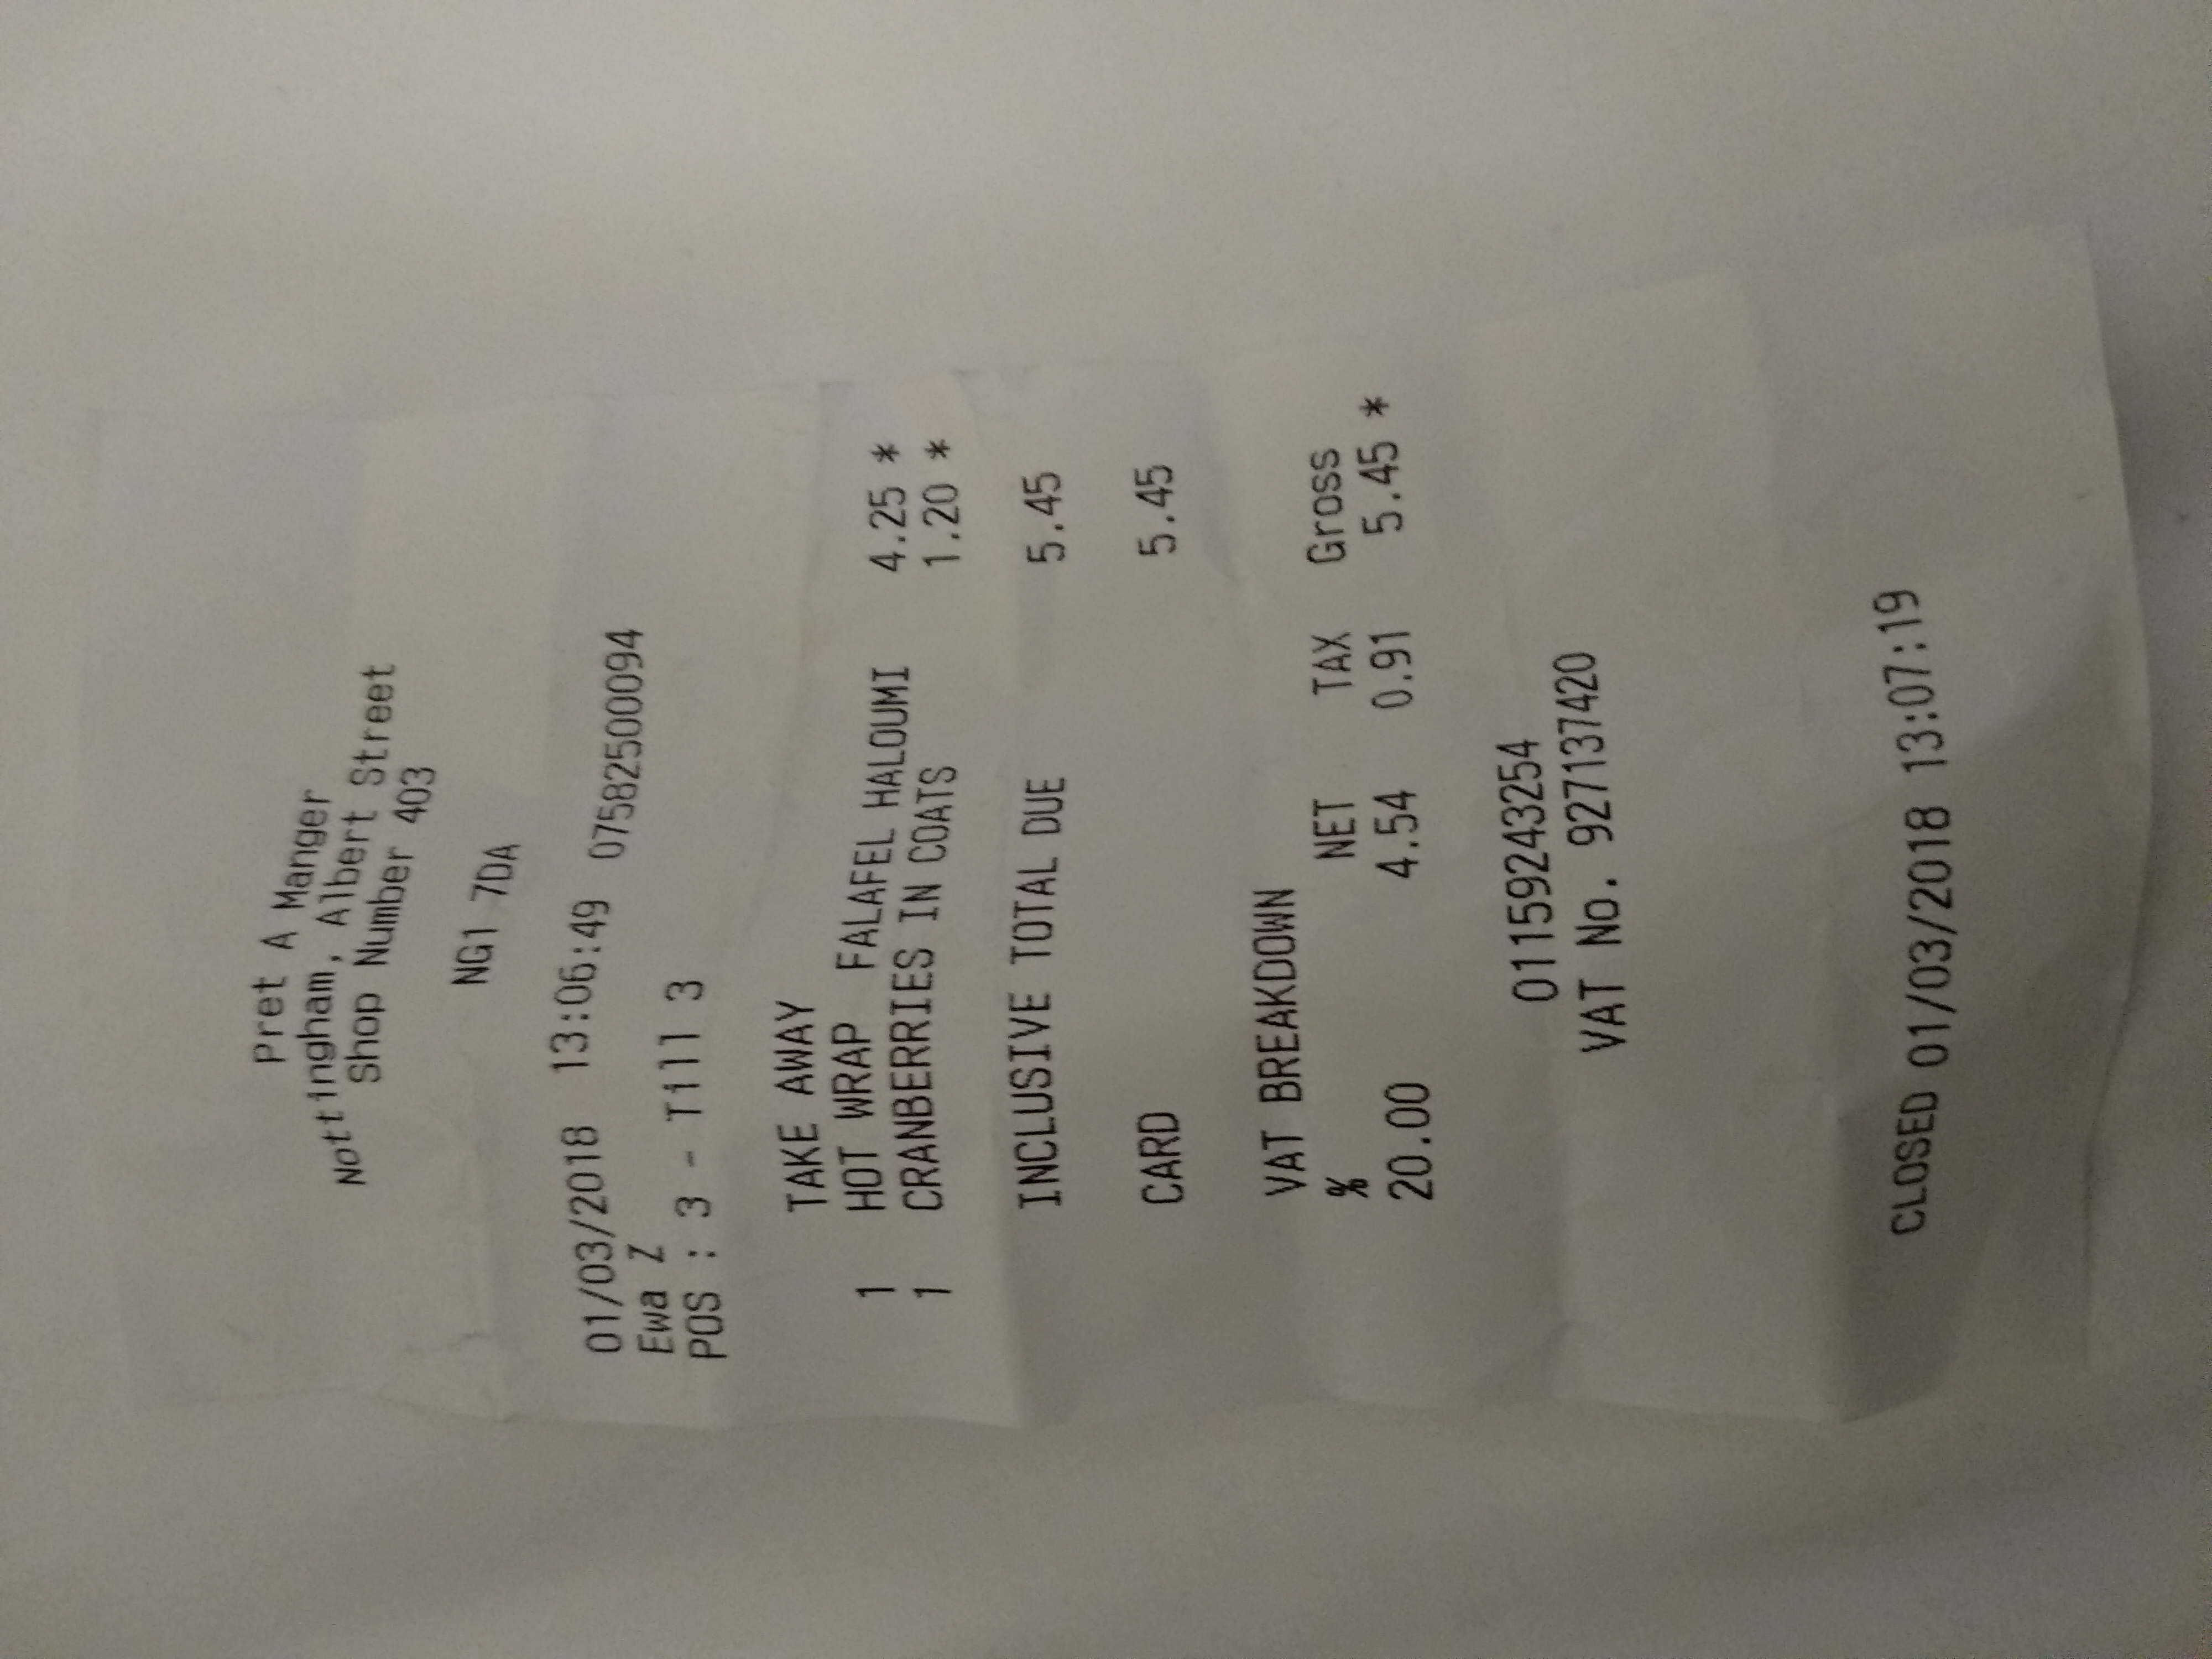 Pret A Manger
Nottingham, Albert Street
Shop Number 403
NG1 7DA
01/03/2018 13:06:49 07582500094
Ewa Z
POS : 3 - Till 3
TAKE AWAY
1 HOT WRAP FALAFEL HALOUMI 4.25 *
1 CRANBERRIES IN COATS 1.20 *
INCLUSIVE TOTAL DUE 5.45
CARD 5.45
VAT BREAKDOWN
% NET TAX Gross
20.00 4.54 0.91 5.45 *
01159243254
VAT No. 927137420
CLOSED 01/03/2018 13:07:19